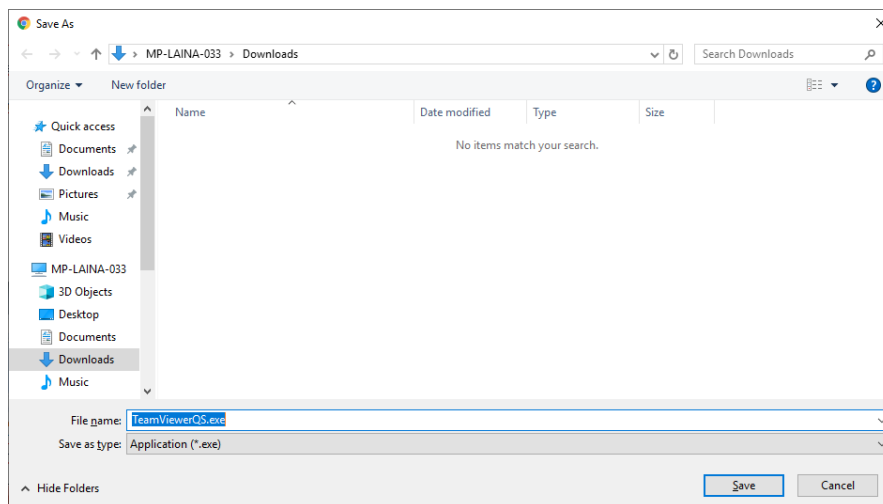 Save As
MP-LAINA-033 > Downloads
Search Downloads
Organize
New folder
Name
Date modified
Type
Size
No items match your search.
Quick access
Documents
Downloads
Pictures
Music
Videos
MP-LAINA-033
3D Objects
Desktop
Documents
Downloads
Music
File name: TeamViewerQS.exe
Save as type: Application (*.exe)
Hide Folders
Save
Cancel